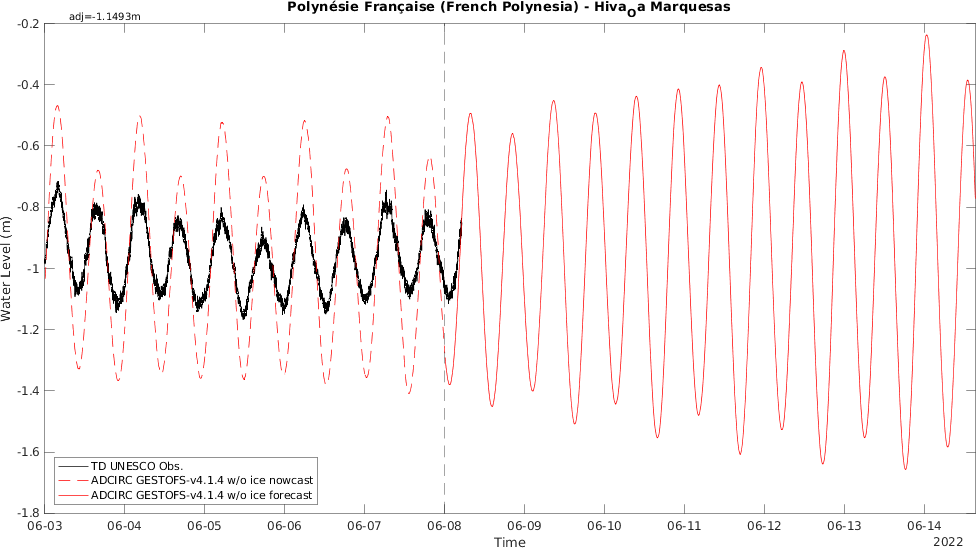 Polynésie Française (French Polynesia) - Hiva_Oa Marquesas
adj=-1.1493m
-0.2
-0.4
-0.6
-0.8
-1
-1.2
-1.4
-1.6
-1.8
Water Level (m)
TD UNESCO Obs.
ADCIRC GESTOFS-v4.1.4 w/o ice nowcast
ADCIRC GESTOFS-v4.1.4 w/o ice forecast
06-03 06-04 06-05 06-06 06-07 06-08 06-09 06-10 06-11 06-12 06-13 06-14
Time
2022